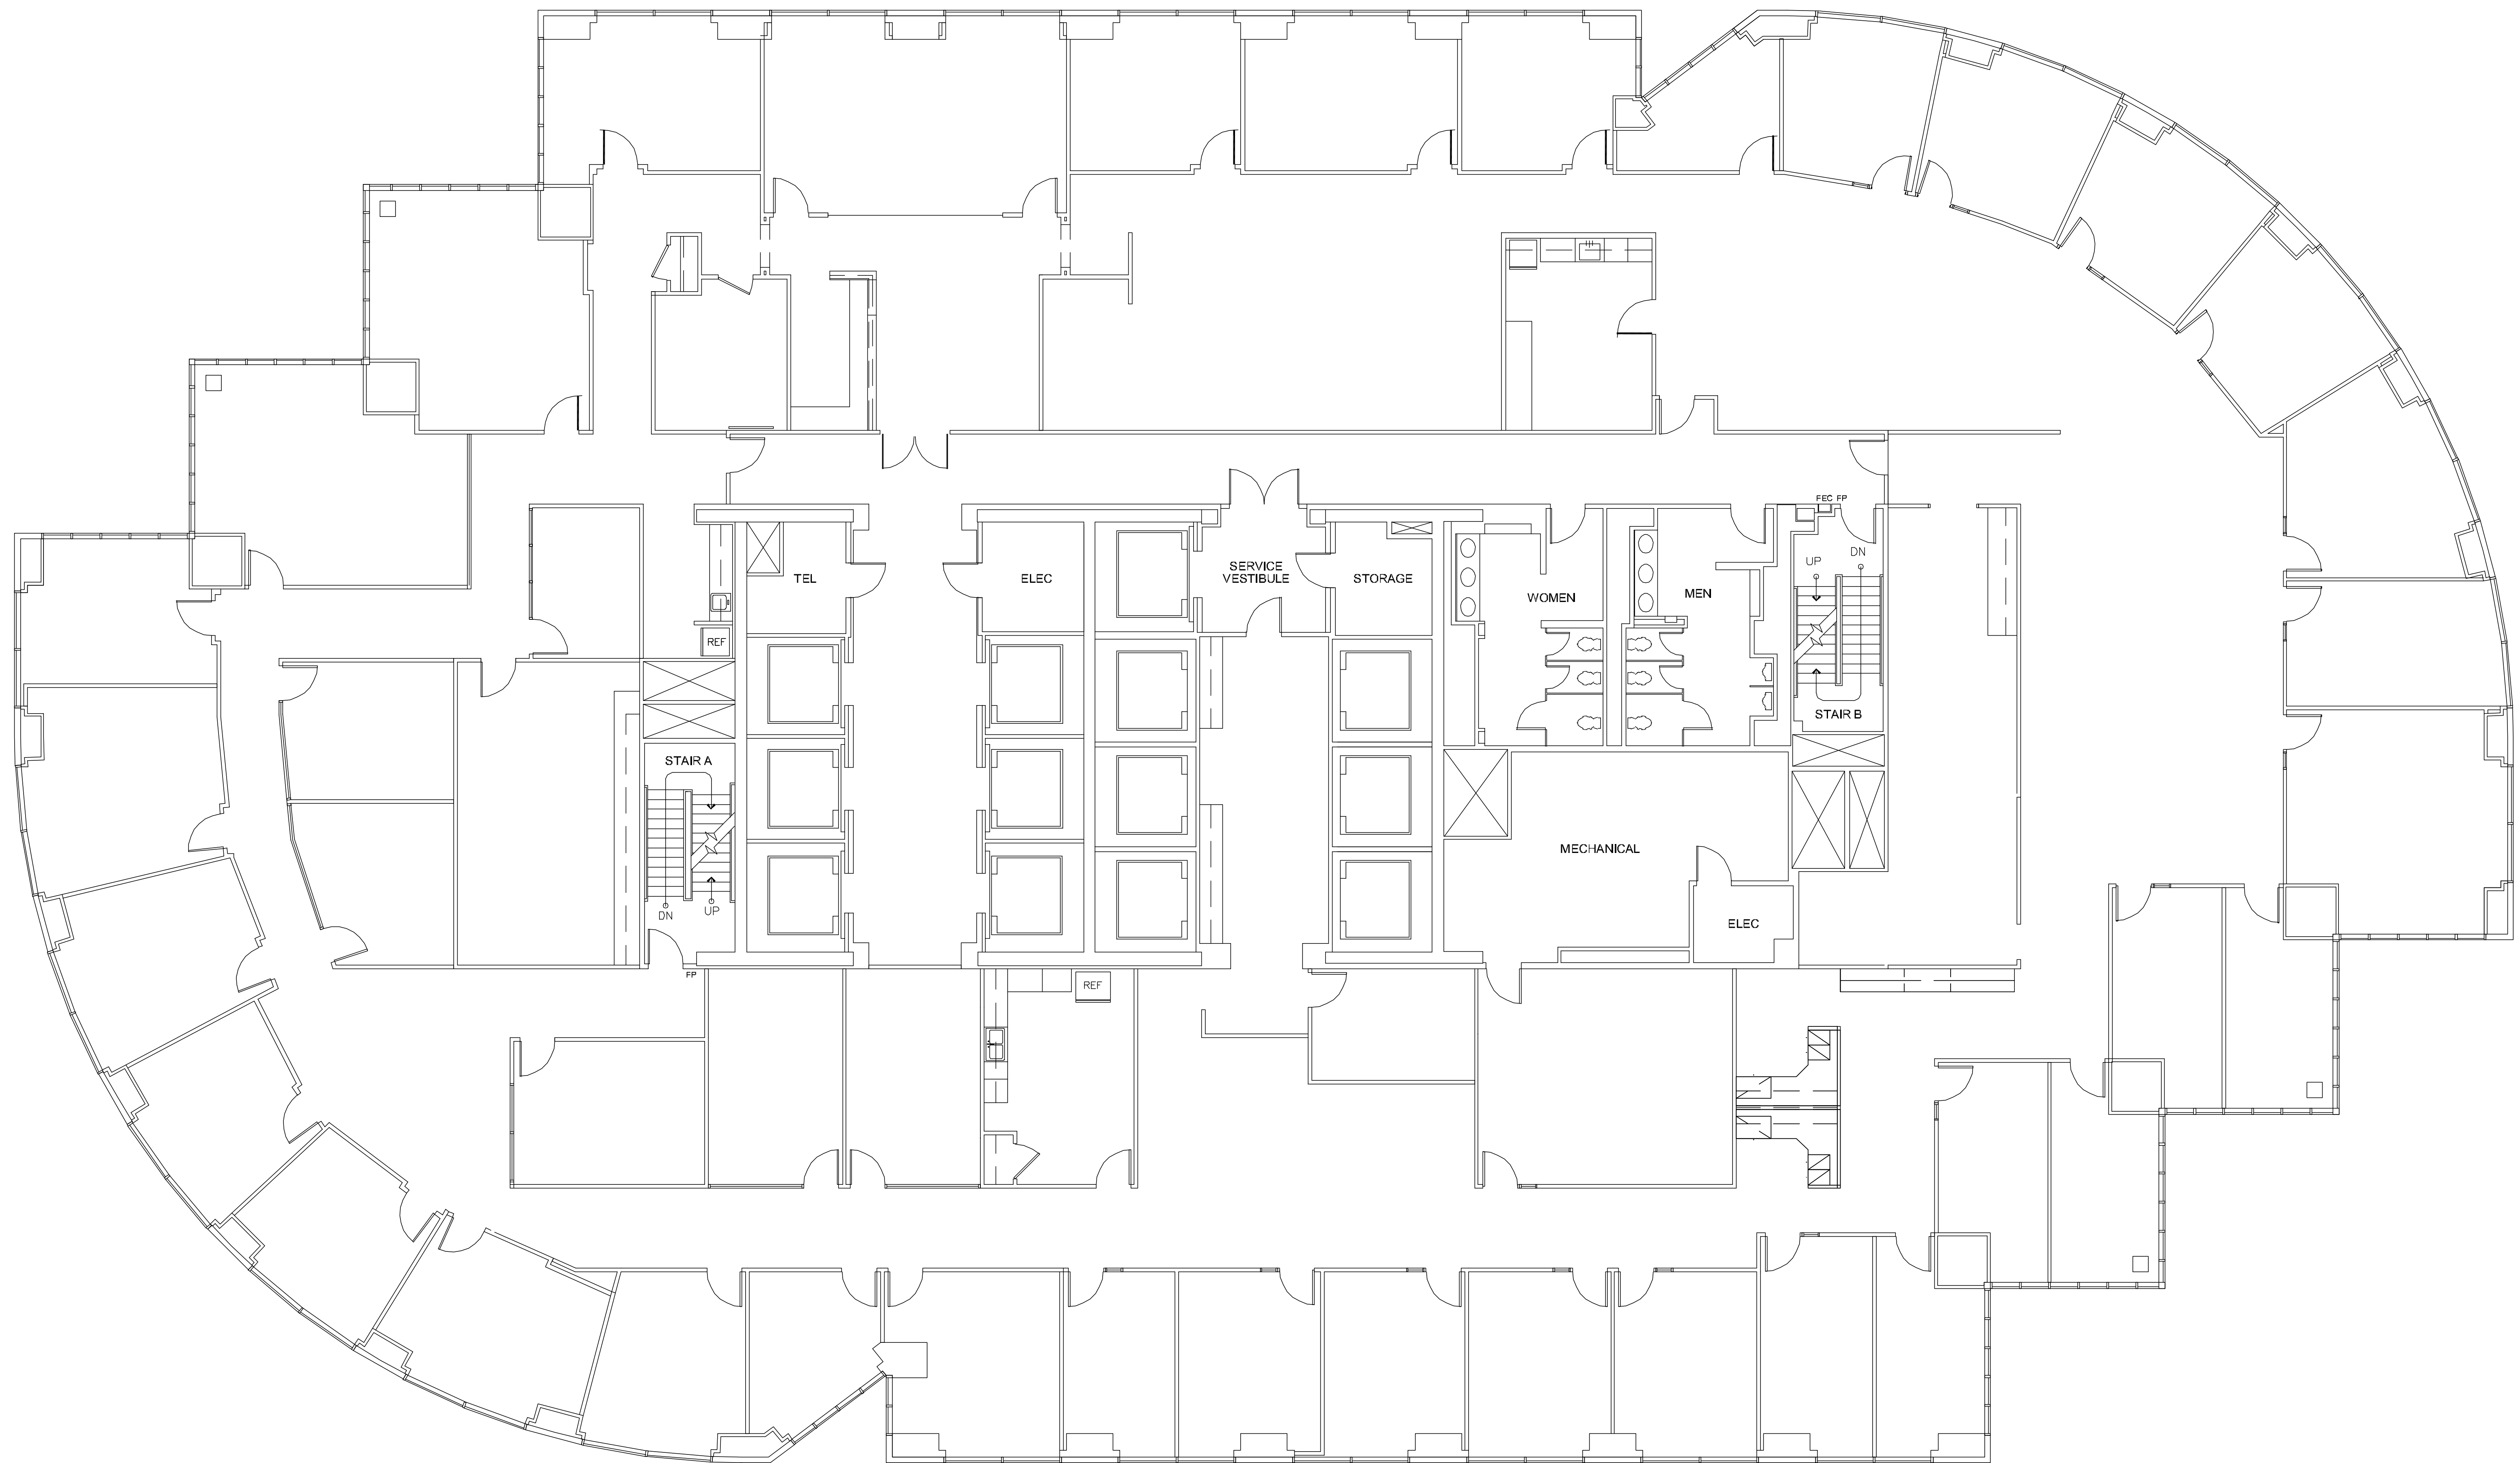 FEC FP
TEL
ELEC
SERVICE
VESTIBULE
STORAGE
WOMEN
MEN
UP
DN
REF
STAIR B
STAIR A
MECHANICAL
DN
UP
ELEC
FP
REF